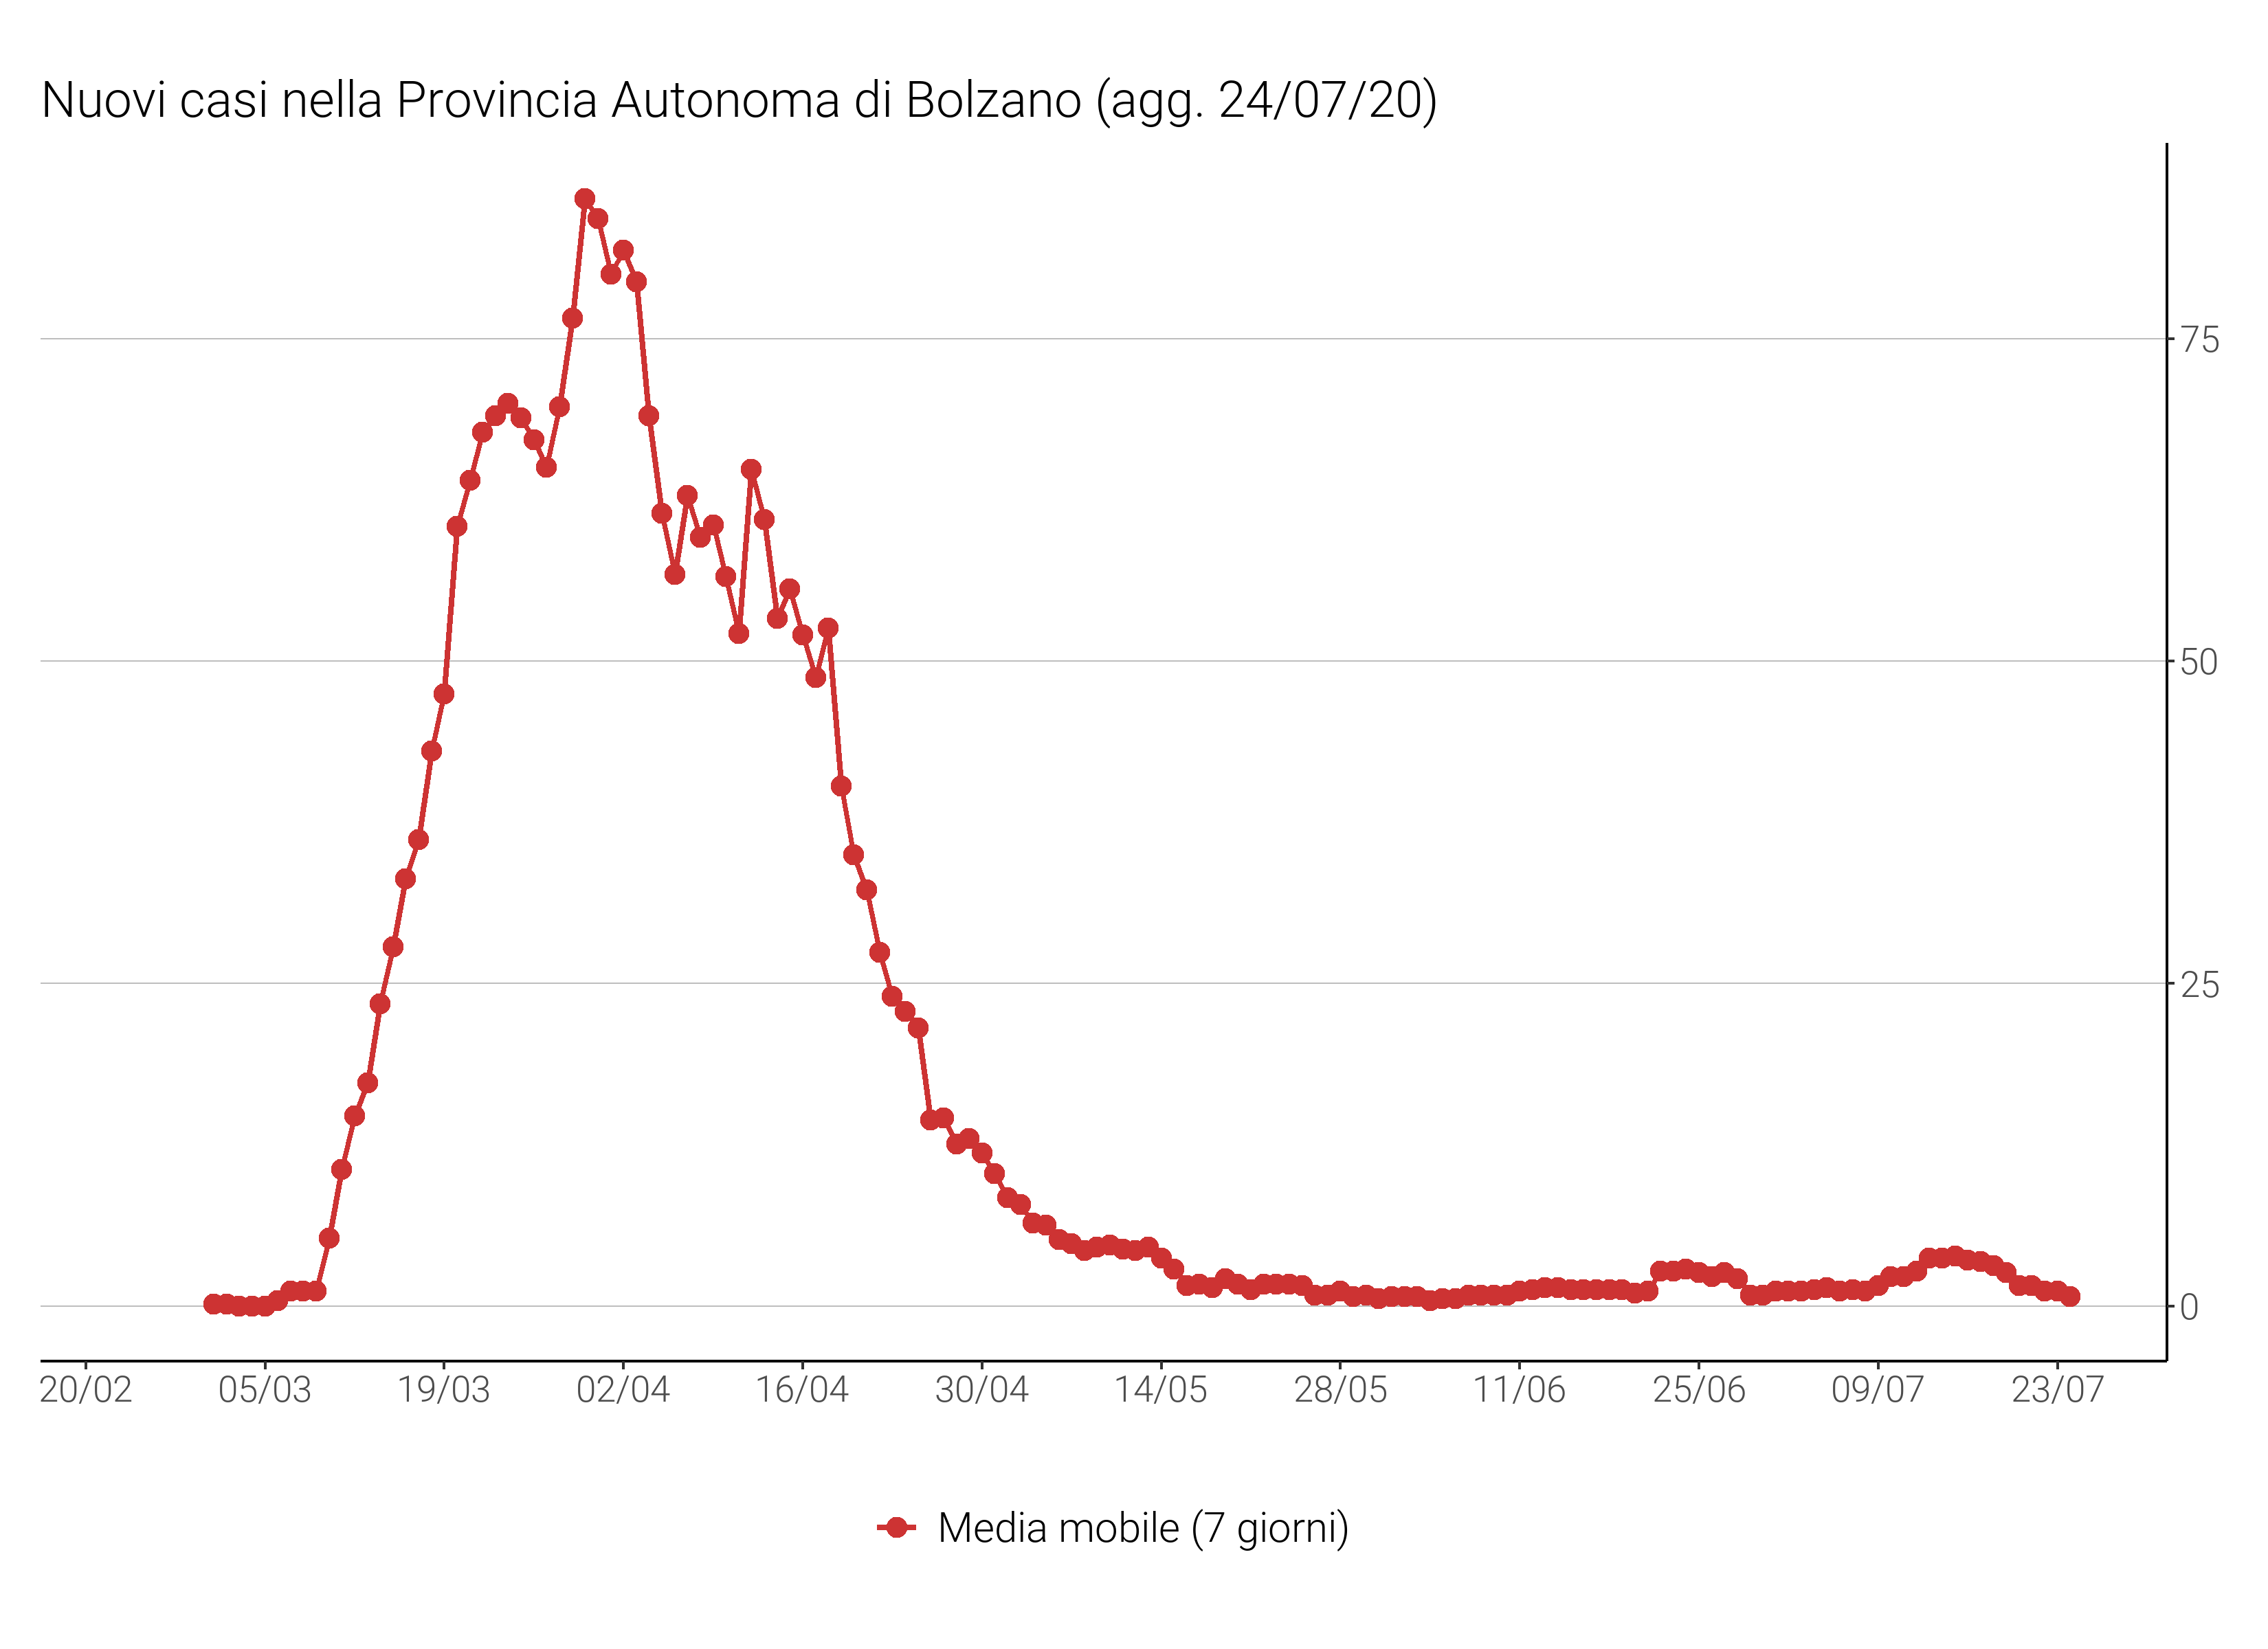 Nuovi casi nella Provincia Autonoma di Bolzano (agg. 24/07/20)
75
50
25
0
20/02 05/03 19/03 02/04 16/04 30/04 14/05 28/05 11/06 25/06 09/07 23/07
Media mobile (7 giorni)